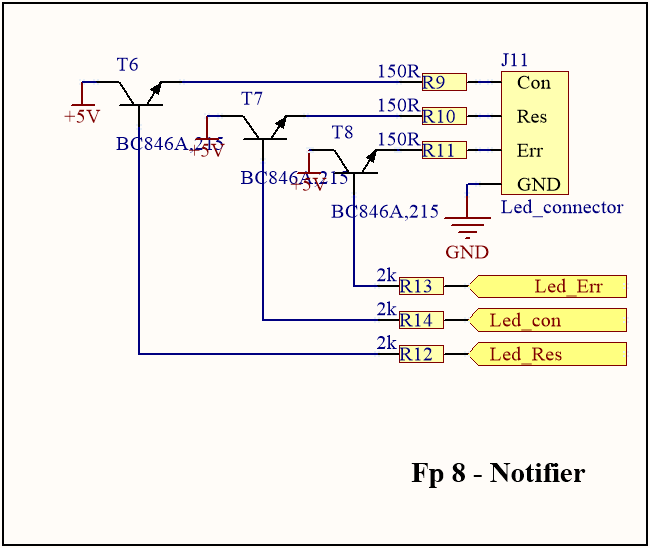 T6
J11
150R
R9
Con
+5V
T7
150R
R10
Res
BC846A,215
+5V
T8
150R
R11
Err
BC846A,215
+5V
GND
BC846A,215
Led_connector
GND
2k
R13
Led_Err
2k
R14
Led_con
2k
R12
Led_Res
Fp 8 - Notifier